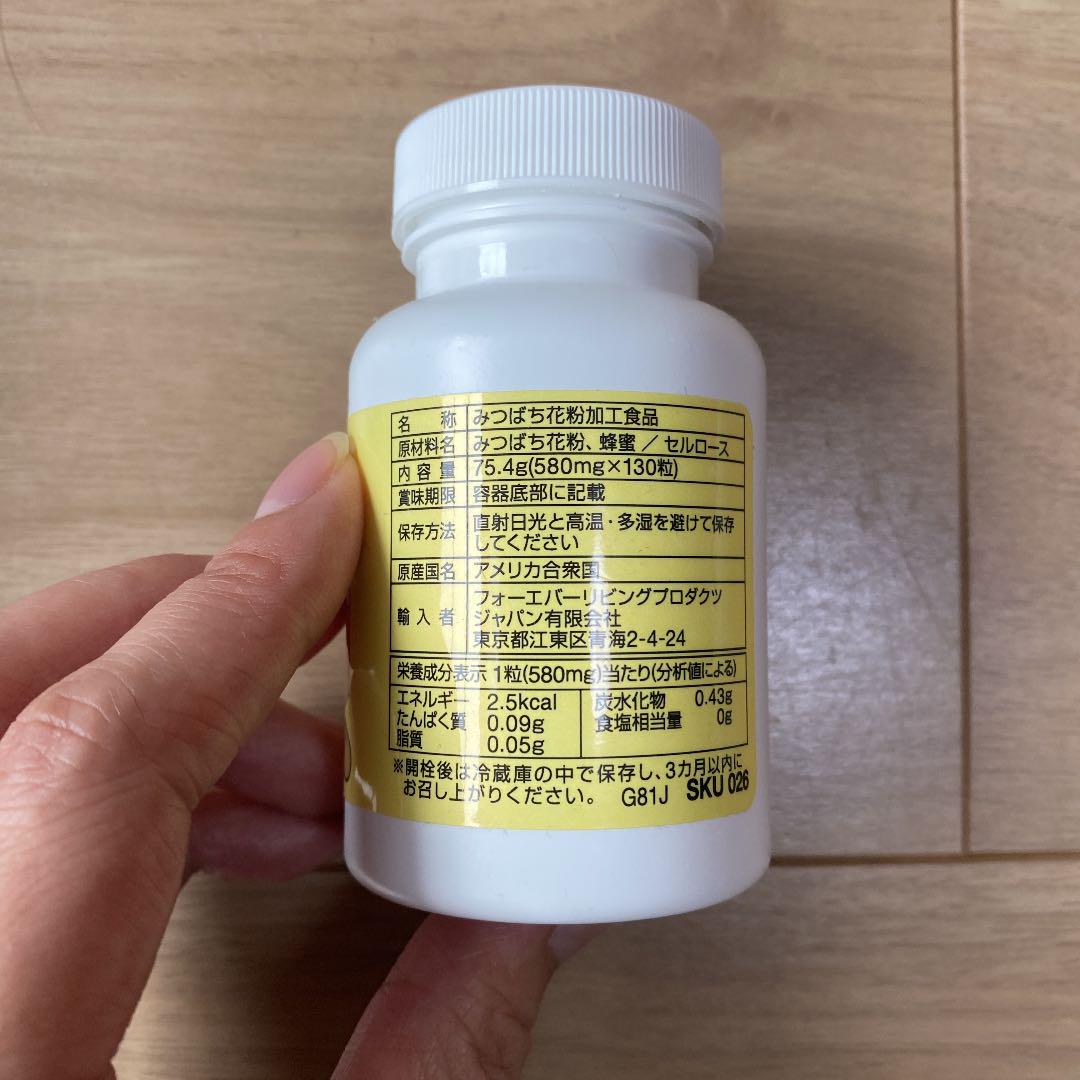 名称 みつばち花粉加工食品
原材料名 みつばち花粉、蜂蜜／セルロース
内容量 75.4g(580mg×130粒)
賞味期限 容器底部に記載
保存方法 直射日光と高温・多湿を避けて保存
してください
原産国名 アメリカ合衆国
輸入者 フォーエバーリビングプロダクツ
ジャパン有限会社
東京都江東区青海2-4-24
栄養成分表示 1粒(580mg)当たり(分析値による)
エネルギー 2.5kcal 炭水化物 0.43g
たんぱく質 0.09g 食塩相当量 0g
脂質 0.05g
※開栓後は冷蔵庫の中で保存し、3カ月以内に
お召し上がりください。 G81J SKU 026